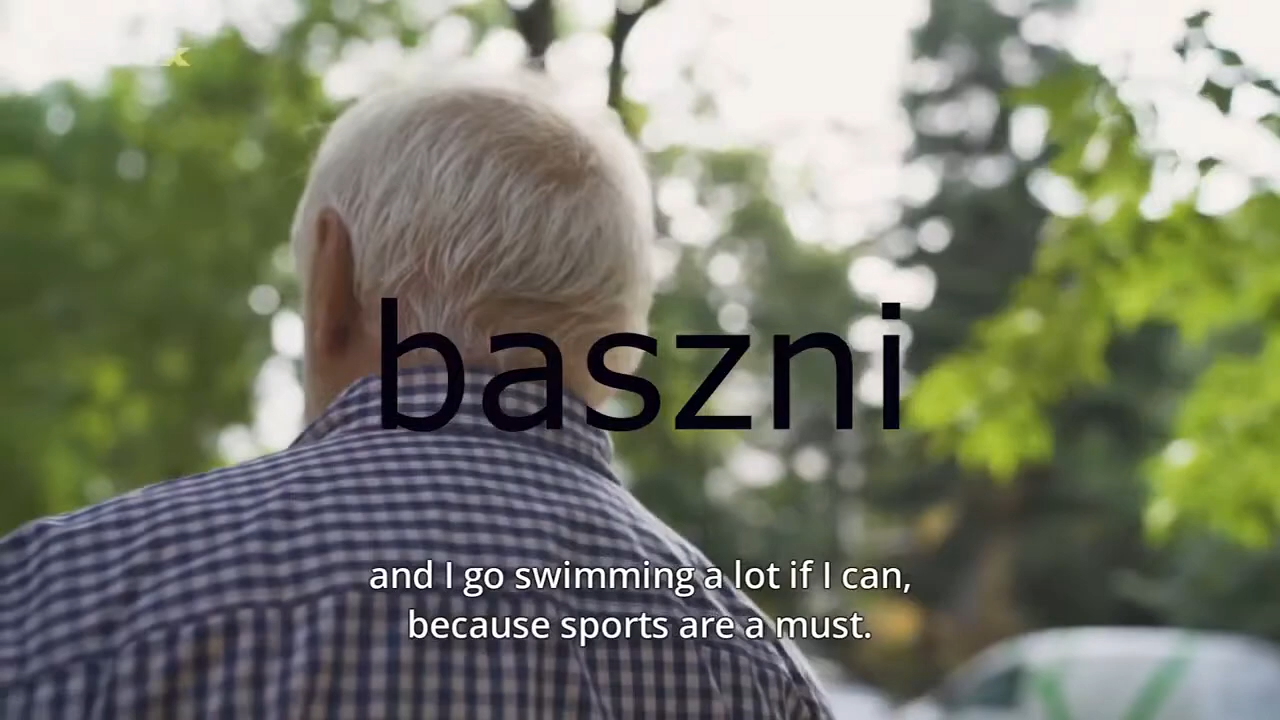 baszni
and I go swimming a lot if I can,
because sports are a must.